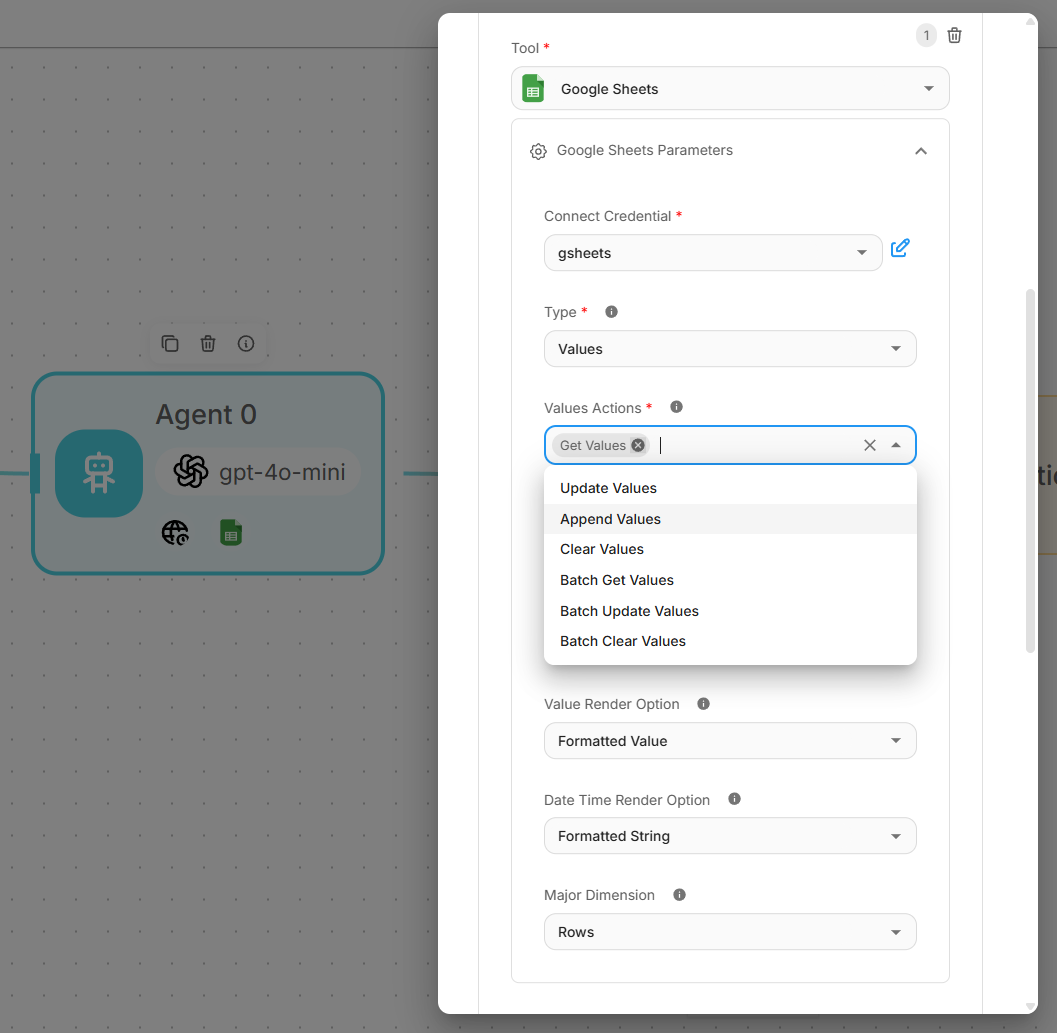 1
Tool *
Google Sheets
Google Sheets Parameters
Connect Credential *
gsheets
Type *
Values
Values Actions *
Get Values
Update Values
Append Values
Clear Values
Batch Get Values
Batch Update Values
Batch Clear Values
Value Render Option
Formatted Value
Date Time Render Option
Formatted String
Major Dimension
Rows
Agent 0
gpt-4o-mini